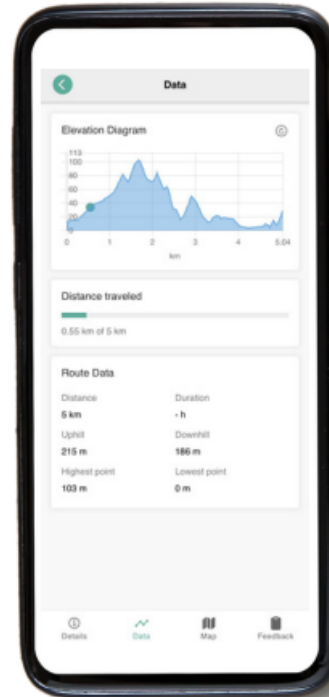 Data
Elevation Diagram
113
100
80
60
40
20
0
0 1 2 3 4 5.04
km
Distance traveled
0.55 km of 5 km
Route Data
Distance Duration
5 km - h
Uphill Downhill
215 m 186 m
Highest point Lowest point
103 m 0 m
Details Data Map Feedback